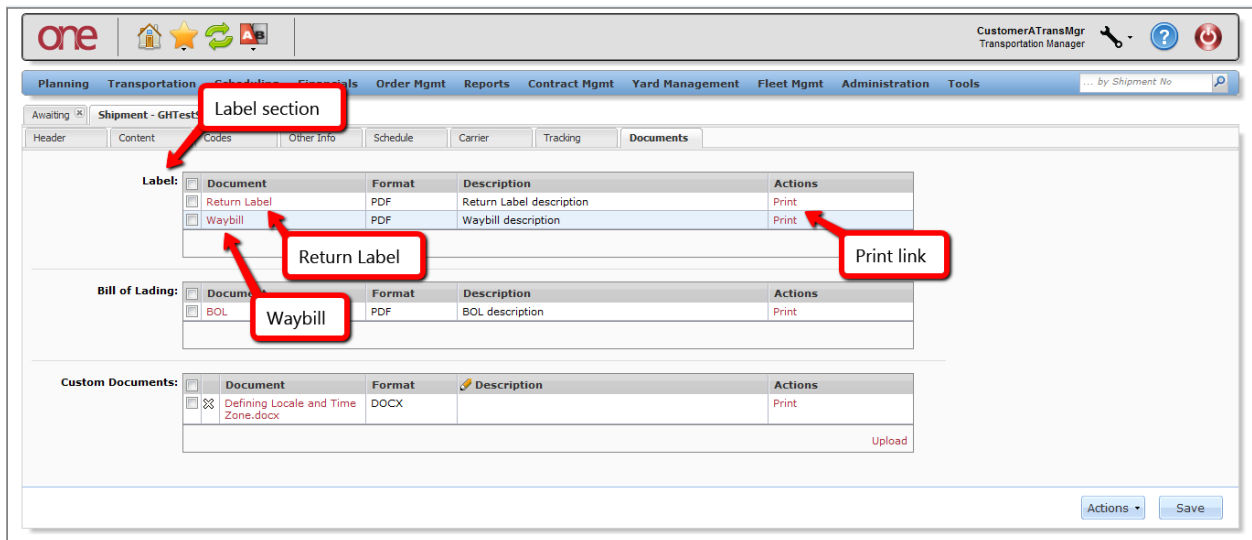 one
AB
CustomerATransMgr
Transportation Manager
?
Planning Transportation Scheduling Financials Order Mgmt Reports Contract Mgmt Yard Management Fleet Mgmt Administration Tools ... by Shipment No
Awaiting Shipment - GHTestS
Label section
Header Content Codes Other Info Schedule Carrier Tracking Documents
Label: Document Format Description Actions
Return Label PDF Return Label description Print
Waybill PDF Waybill description Print
Return Label
Print link
Bill of Lading: Document Format Description Actions
BOL PDF BOL description Print
Waybill
Custom Documents: Document Format Description Actions
Defining Locale and Time DOCX Print
Zone.docx
Upload
Actions Save